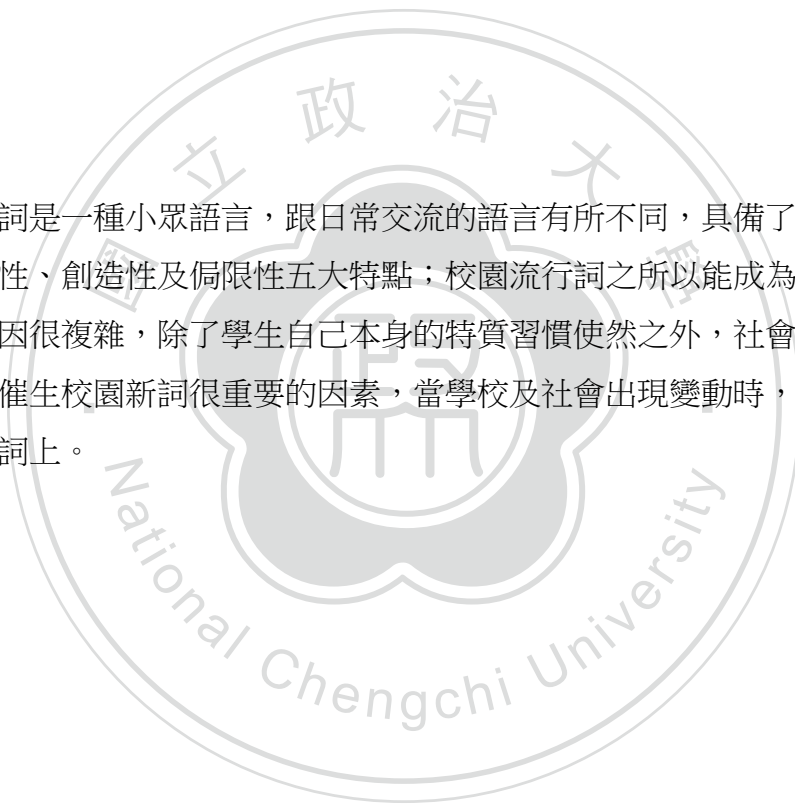 詞是一種小眾語言，跟日常交流的語言有所不同，具備了
性、創造性及侷限性五大特點；校園流行詞之所以能成為
因很複雜，除了學生自己本身的特質習慣使然之外，社會
催生校園新詞很重要的因素，當學校及社會出現變動時，
詞上。
國立政治大學
National Chengchi University